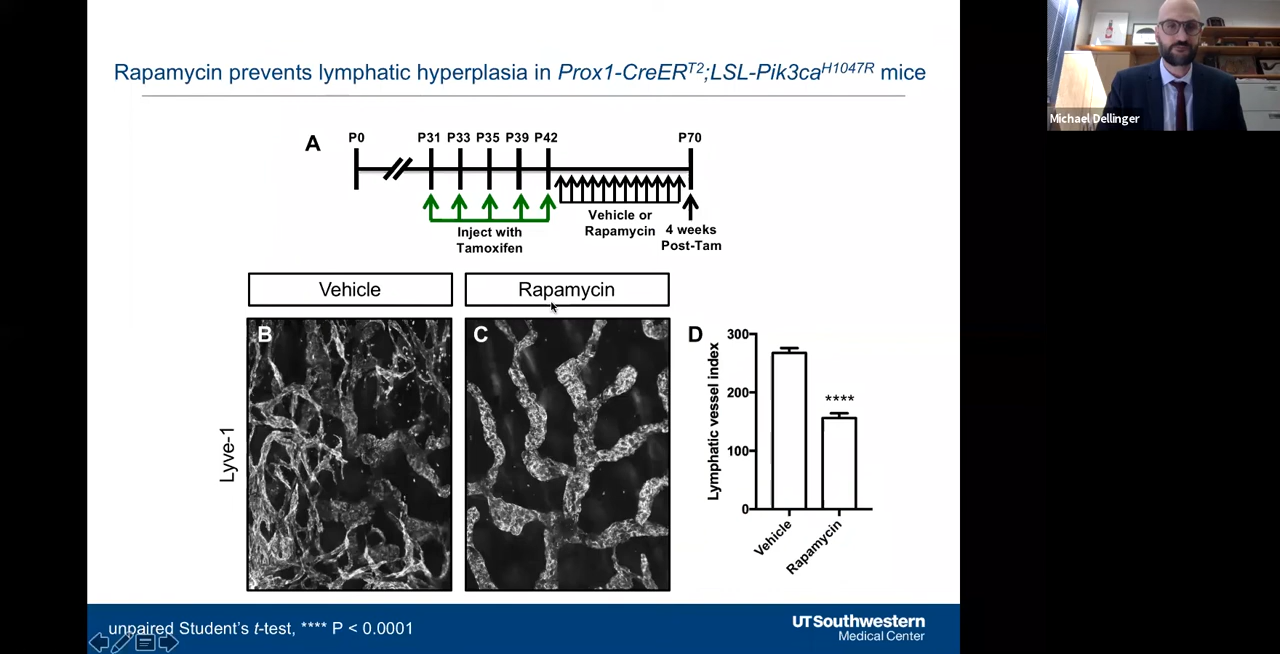 Rapamycin prevents lymphatic hyperplasia in Prox1-CreERT2;LSL-Pik3caH1047R mice
Michael Dellinger
A
P0 P31 P33 P35 P39 P42 P70
Inject with
Tamoxifen
Vehicle or
Rapamycin
4 weeks
Post-Tam
Vehicle
Rapamycin
B
C
Lyve-1
D
Lymphatic vessel index
300
200
100
0
****
Vehicle
Rapamycin
unpaired Student's t-test, **** P < 0.0001
UTSouthwestern
Medical Center